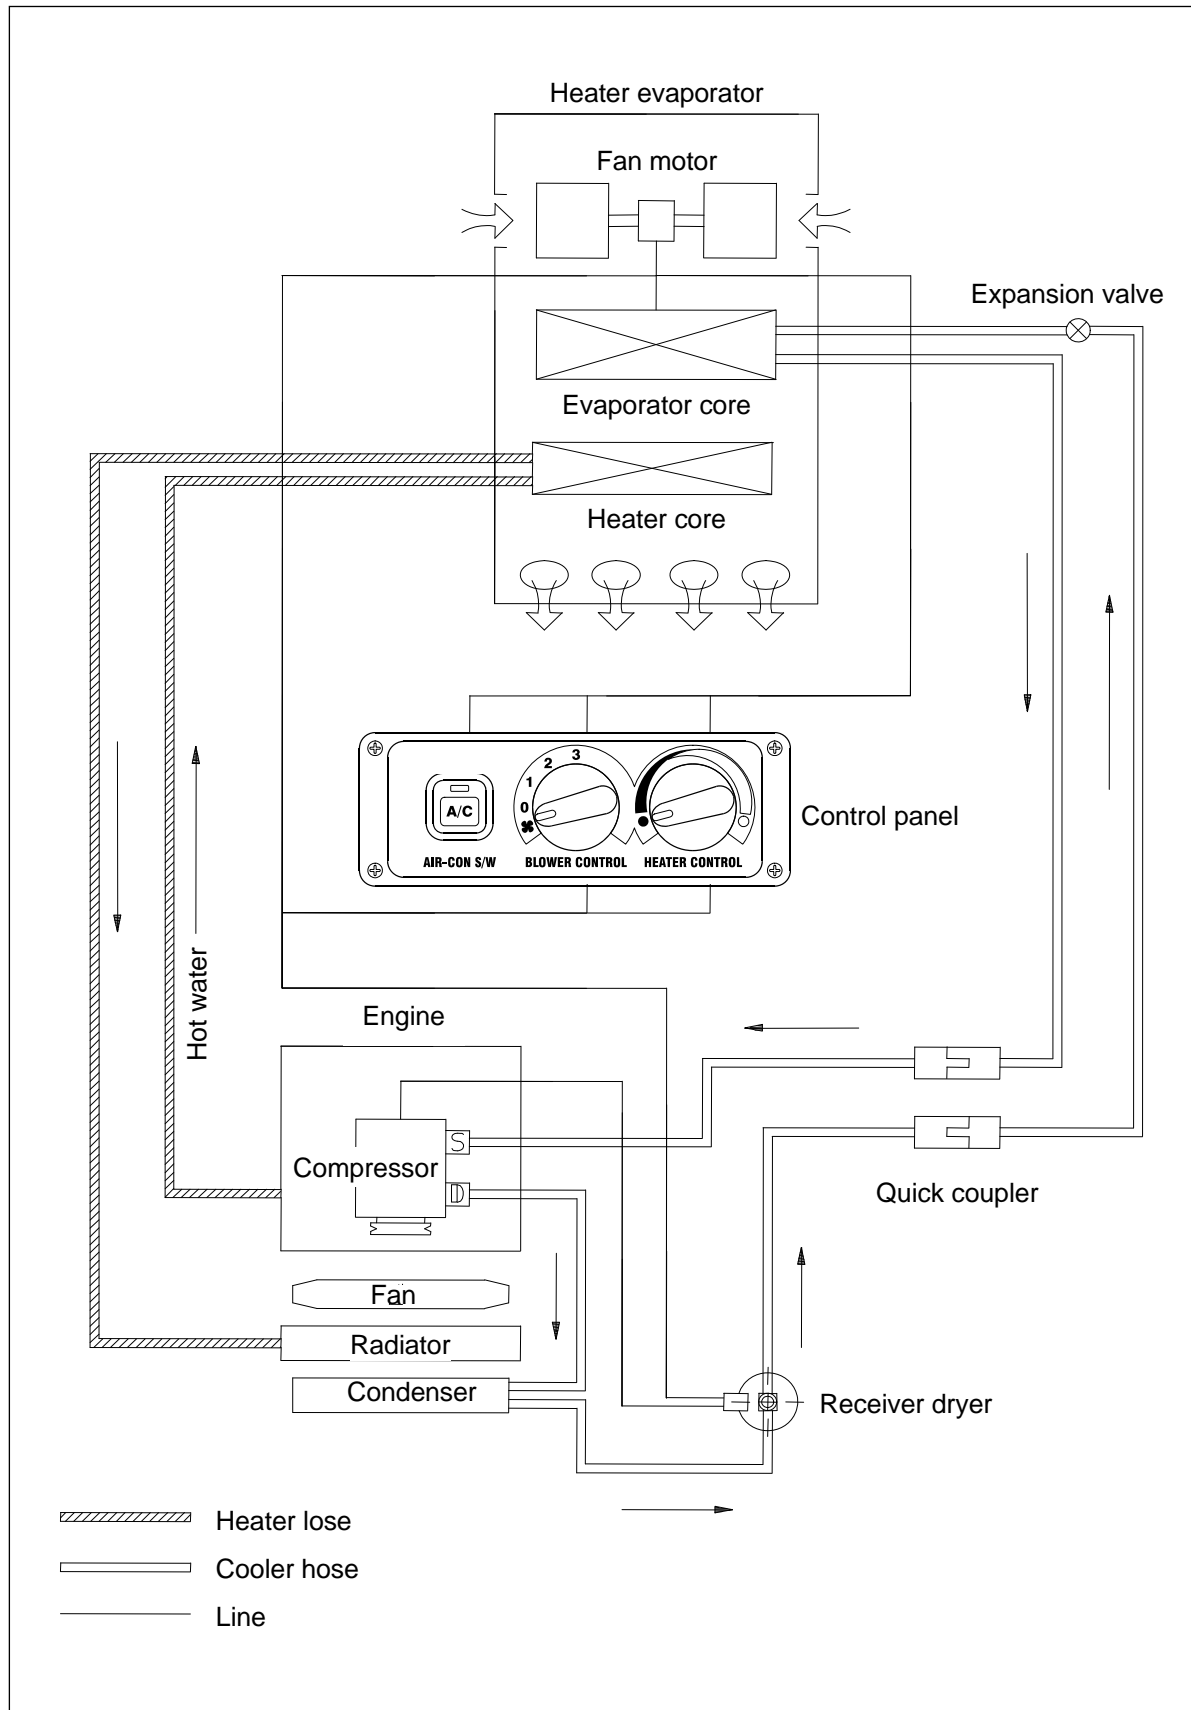 Heater evaporator
Fan motor
Expansion valve
Evaporator core
Heater core
3
2
1
0
A/C
AIR-CON S/W
BLOWER CONTROL
HEATER CONTROL
Control panel
Hot water
Engine
S
Compressor
D
Quick coupler
Fan
Radiator
Condenser
Receiver dryer
Heater lose
Cooler hose
Line